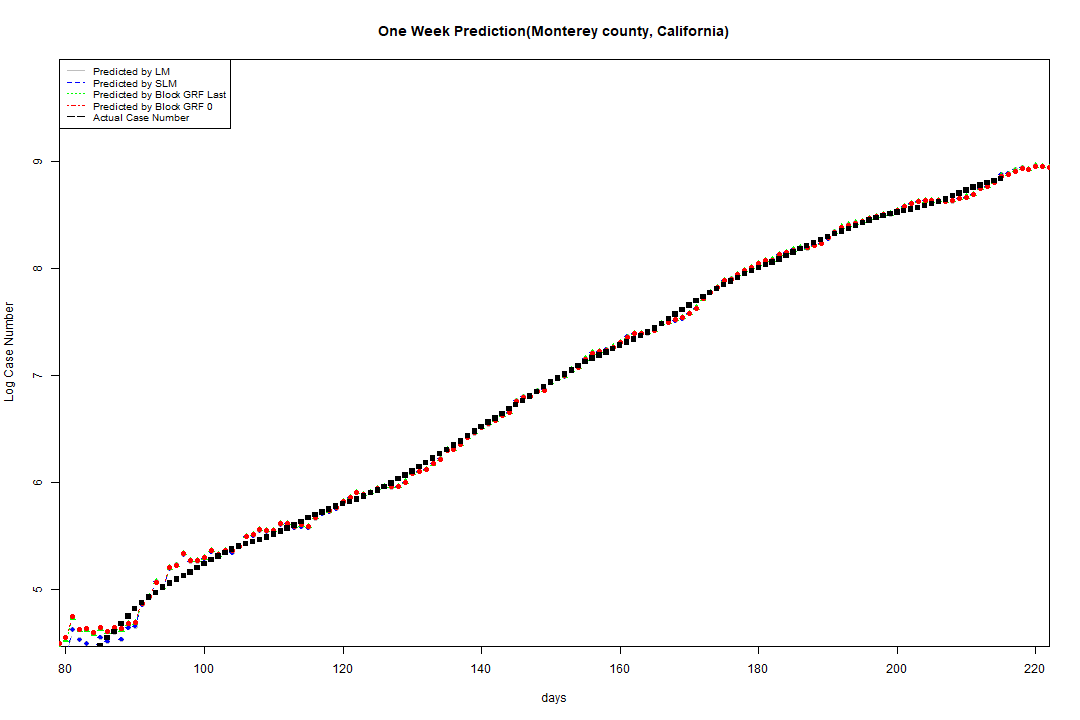 One Week Prediction(Monterey county, California)
Predicted by LM
Predicted by SLM
Predicted by Block GRF Last
Predicted by Block GRF 0
Actual Case Number
Log Case Number
9
8
7
6
5
80 100 120 140 160 180 200 220
days